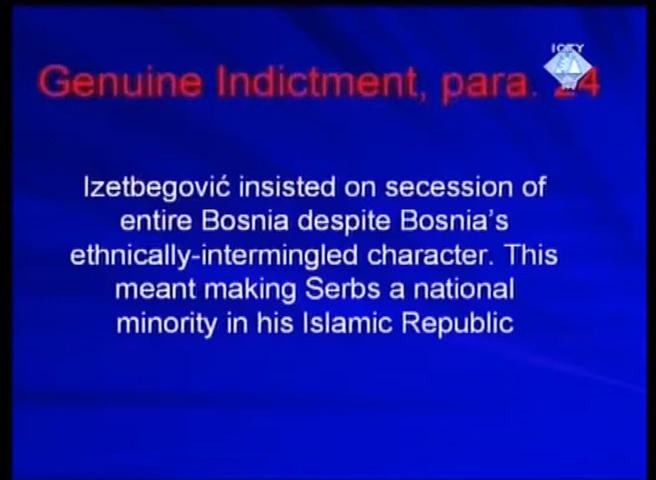 ICTY
Genuine Indictment, para. 24
Izetbegović insisted on secession of
entire Bosnia despite Bosnia's
ethnically-intermingled character. This
meant making Serbs a national
minority in his Islamic Republic